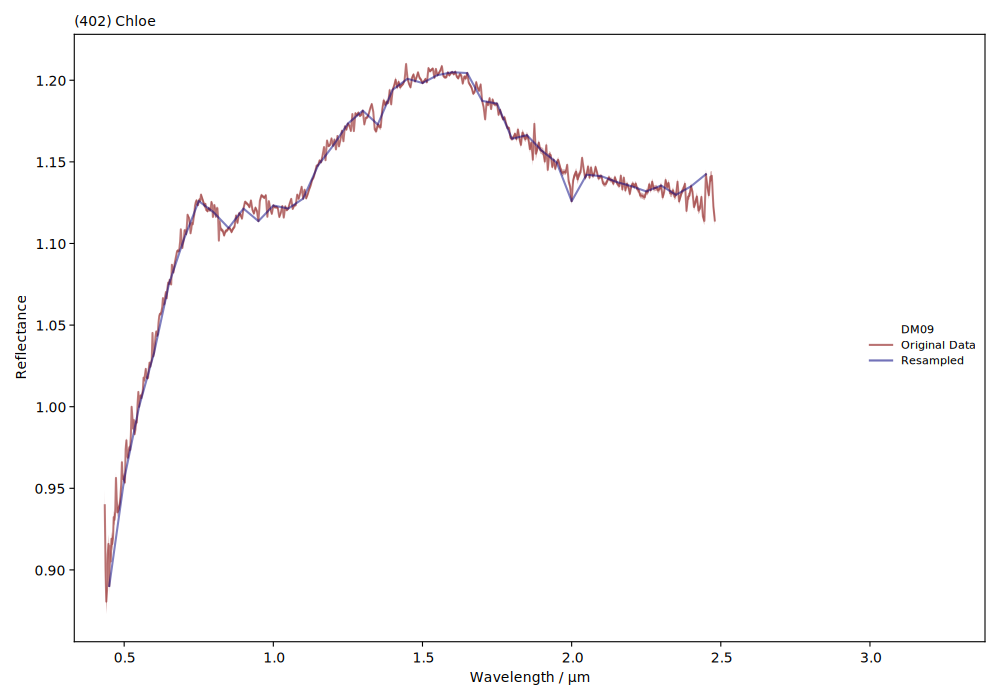 (402) Chloe
1.20
1.15
1.10
1.05
1.00
0.95
0.90
Reflectance
DM09
Original Data
Resampled
0.5 1.0 1.5 2.0 2.5 3.0
Wavelength / µm